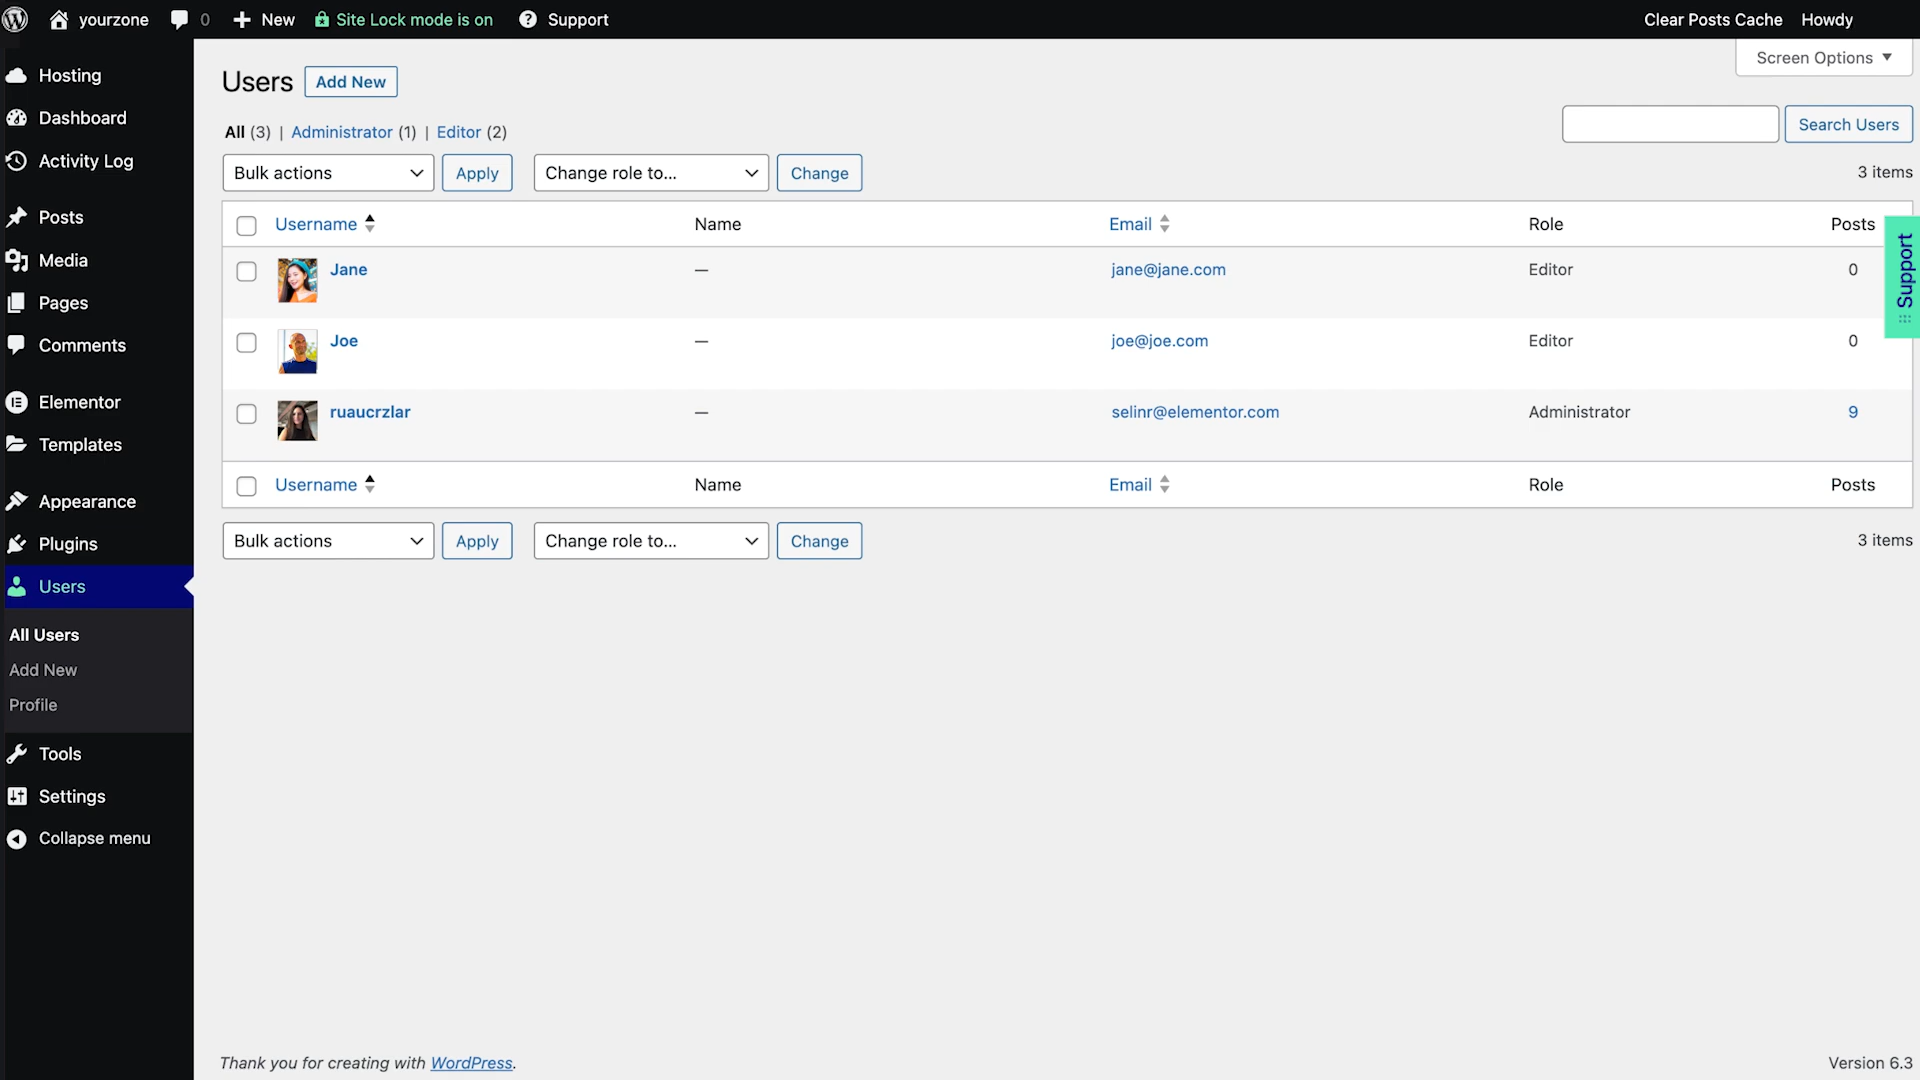 yourzone 0 New Site Lock mode is on Support Clear Posts Cache Howdy
Hosting
Dashboard
Activity Log
Posts
Media
Pages
Comments
Elementor
Templates
Appearance
Plugins
Users
All Users
Add New
Profile
Tools
Settings
Collapse menu
Screen Options
Users Add New
All (3) | Administrator (1) | Editor (2)
Search Users
Bulk actions Apply Change role to... Change 3 items
Username Name Email Role Posts
Jane — jane@jane.com Editor 0
Joe — joe@joe.com Editor 0
ruaucrzlar — selinr@elementor.com Administrator 9
Username Name Email Role Posts
Bulk actions Apply Change role to... Change 3 items
Support
Thank you for creating with WordPress. Version 6.3